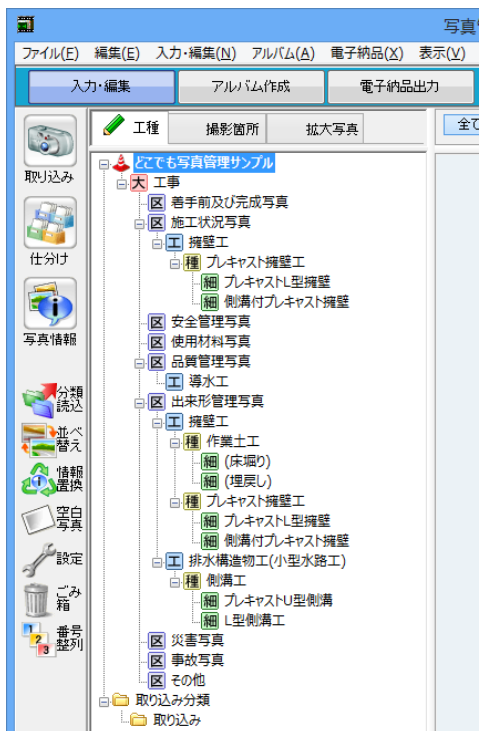 写真
ファイル(F) 編集(E) 入力・編集(N) アルバム(A) 電子納品(X) 表示(V)
入力・編集 アルバム作成 電子納品出力
工種 撮影箇所 拡大写真 全て
取り込み
仕分け
写真情報
分類読込
並べ替え
情報置換
空白写真
設定
ごみ箱
番号整列
どこでも写真管理サンプル
大 工事
区 着手前及び完成写真
区 施工状況写真
工 擁壁工
種 プレキャスト擁壁工
細 プレキャストL型擁壁
細 側溝付プレキャスト擁壁
区 安全管理写真
区 使用材料写真
区 品質管理写真
工 導水工
区 出来形管理写真
工 擁壁工
種 作業土工
細 (床堀り)
細 (埋戻し)
種 プレキャスト擁壁工
細 プレキャストL型擁壁
細 側溝付プレキャスト擁壁
工 排水構造物工(小型水路工)
種 側溝工
細 プレキャストU型側溝
細 L型側溝工
区 災害写真
区 事故写真
区 その他
取り込み分類
取り込み